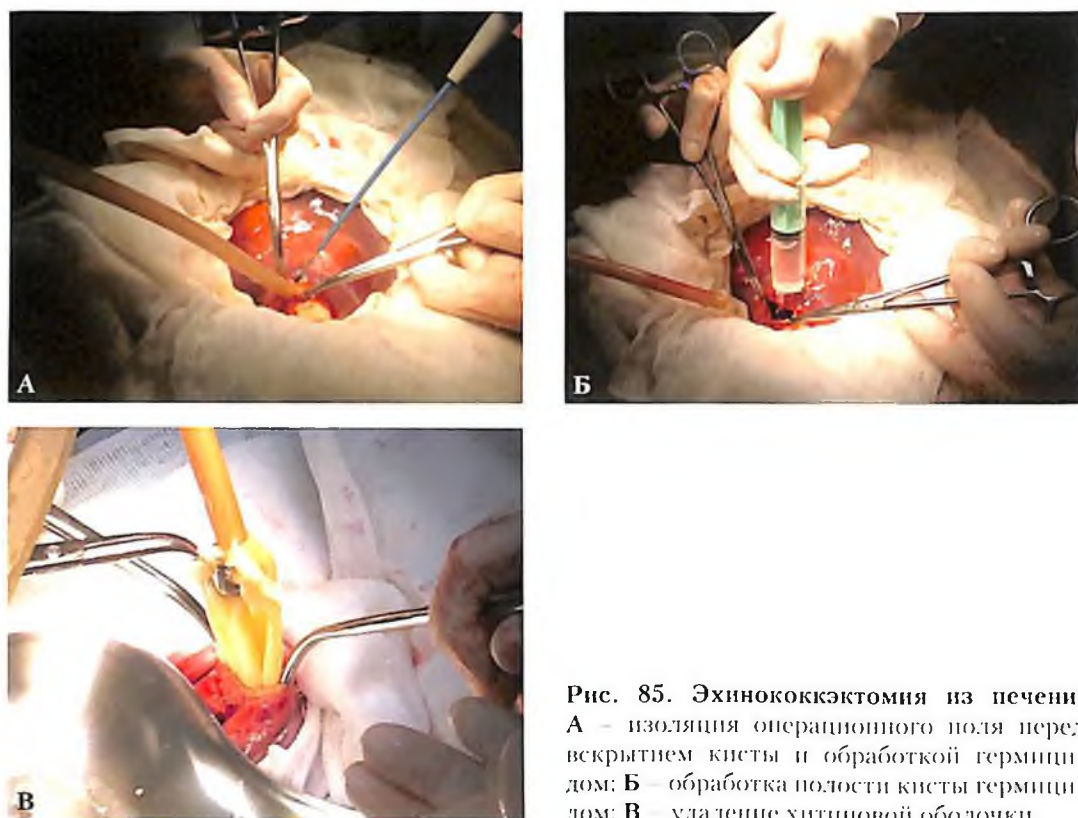 А
Б
В
Рис. 85. Эхинококкэктомия из печени
А – изоляция операционного поля перед
вскрытием кисты и обработкой гермици
дом; Б – обработка полости кисты гермици
дом; В – удаление хитиновой оболочки